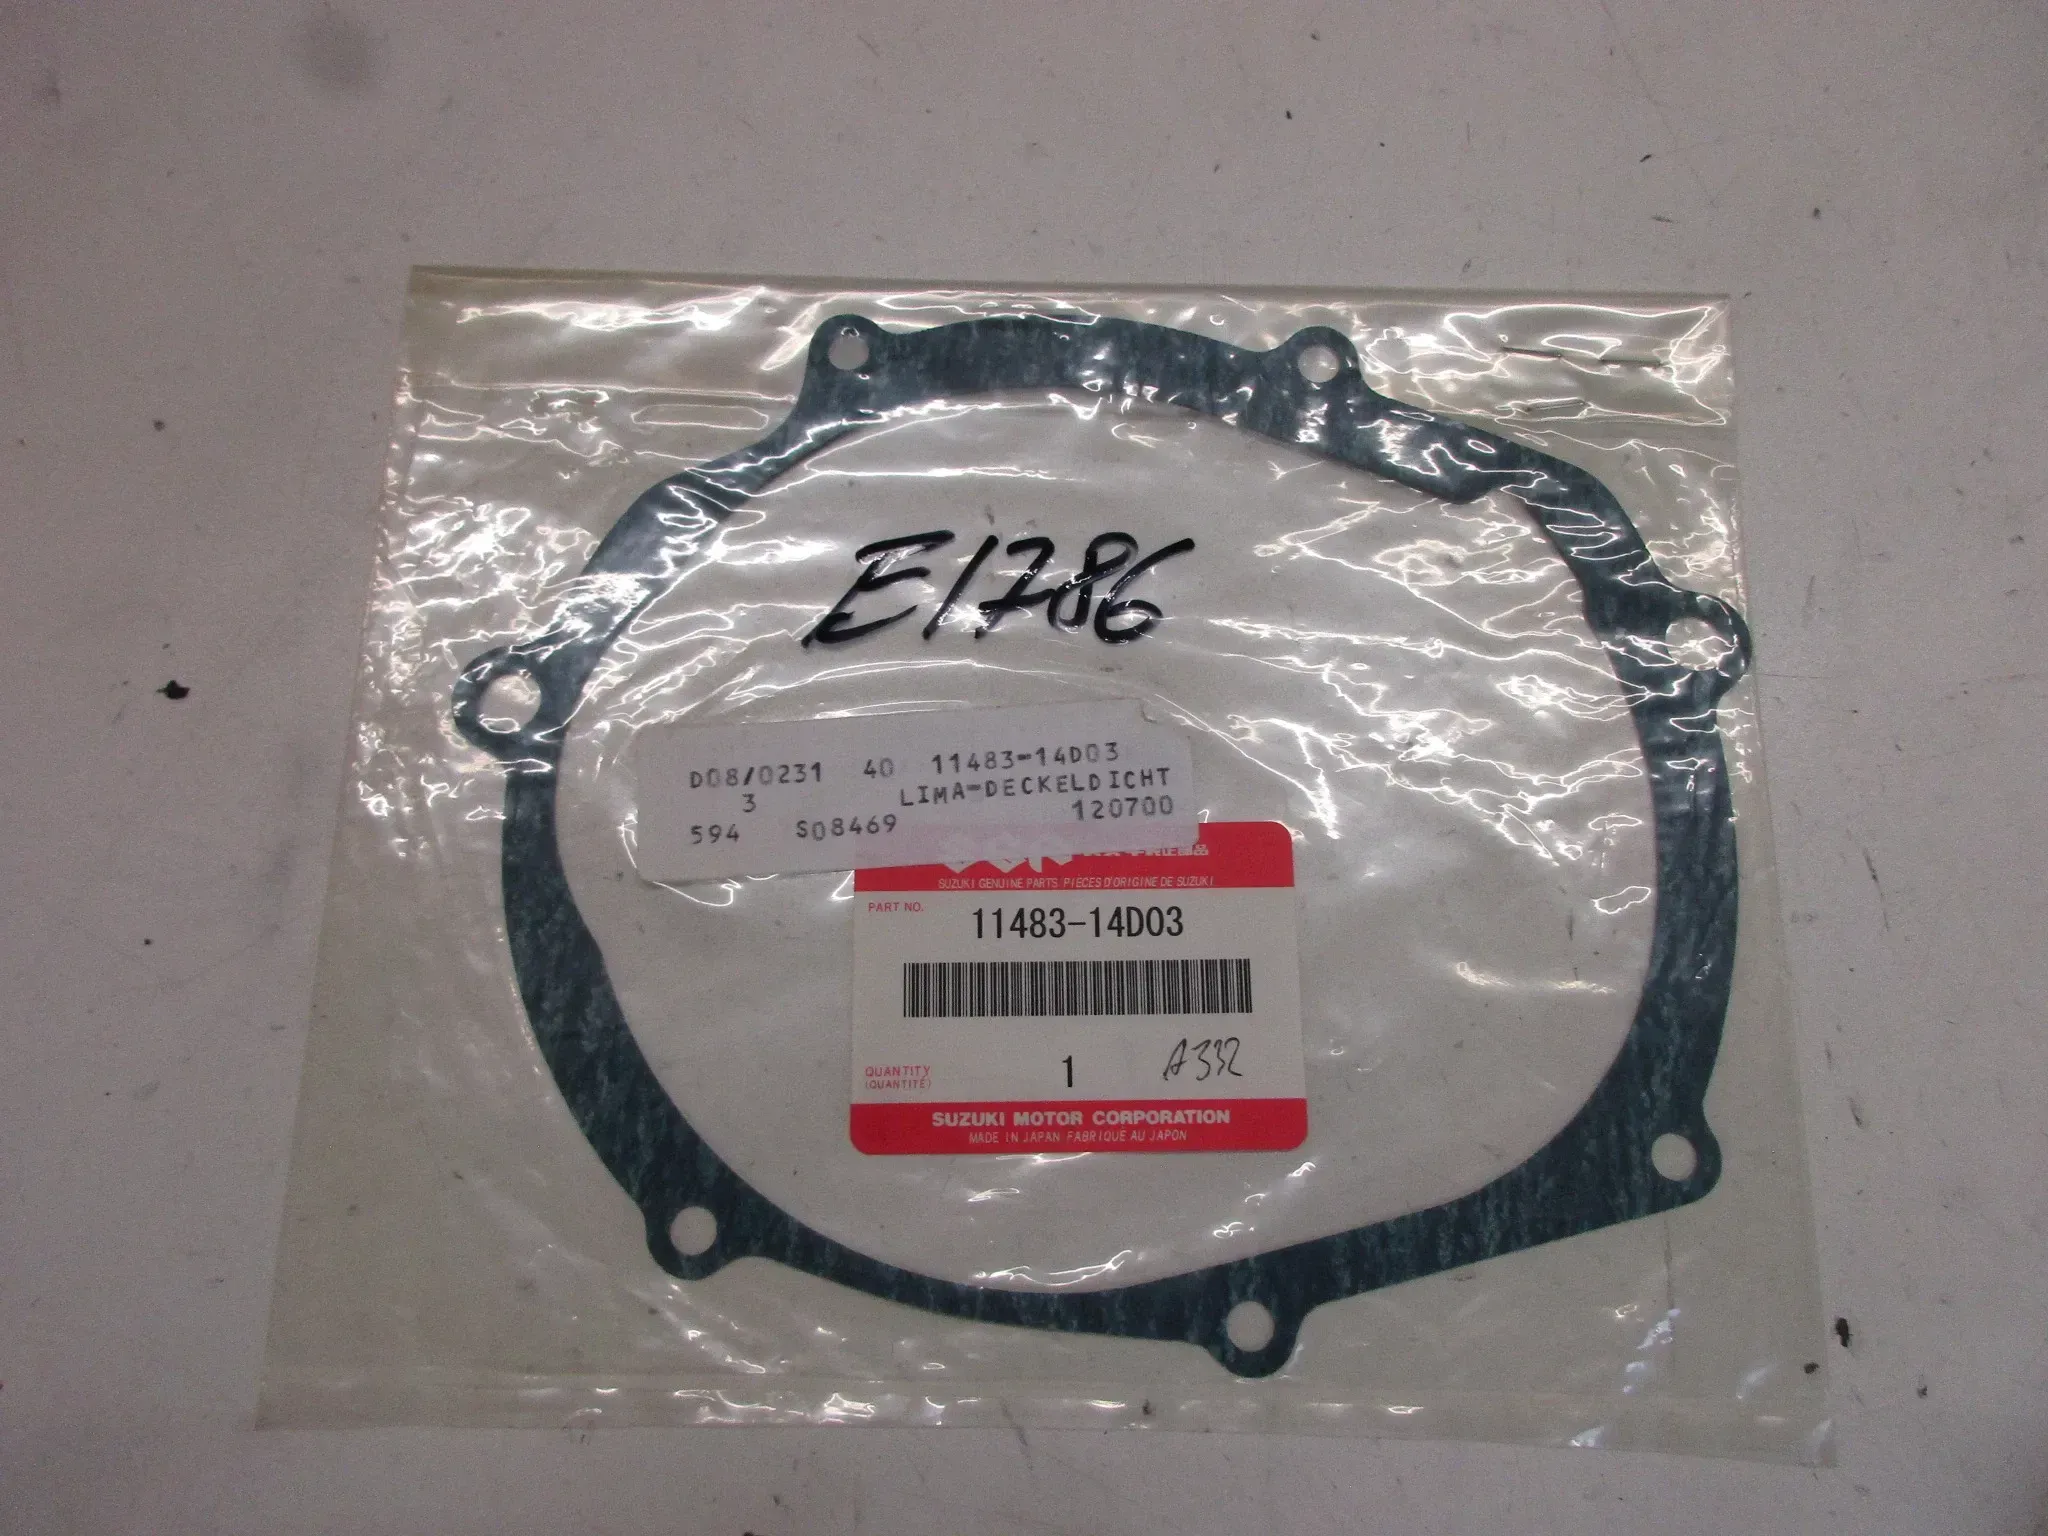 E1786
D08/0231 40 11483-14D03
3 LIMA-DECKELDICHT
594 S08469 120700
SUZUKI GENUINE PARTS/PIECES D'ORIGINE DE SUZUKI
PART NO. 11483-14D03
QUANTITY
(QUANTITÉ) 1 A332
SUZUKI MOTOR CORPORATION
MADE IN JAPAN FABRIQUE AU JAPON